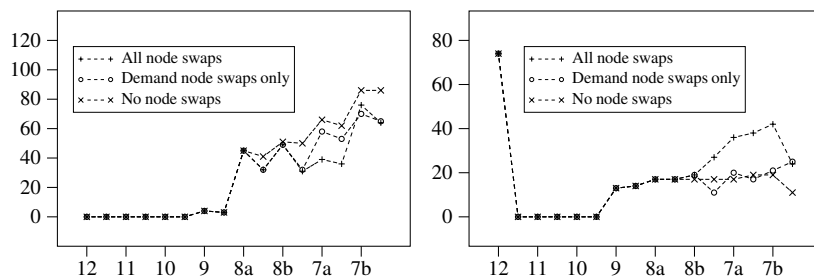 120
100
80
60
40
20
0
All node swaps
Demand node swaps only
No node swaps
12 11 10 9 8a 8b 7a 7b
80
60
40
20
0
All node swaps
Demand node swaps only
No node swaps
12 11 10 9 8a 8b 7a 7b